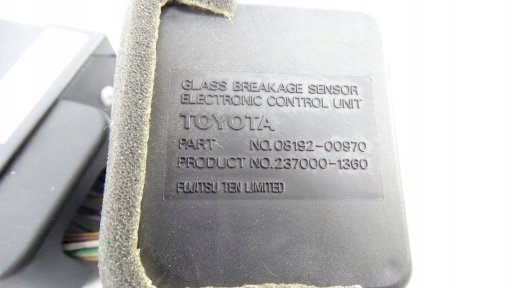 GLASS BREAKAGE SENSOR
ELECTRONIC CONTROL UNIT
TOYOTA
PART NO.08192-00970
PRODUCT NO.237000-1360
FUJITSU TEN LIMITED